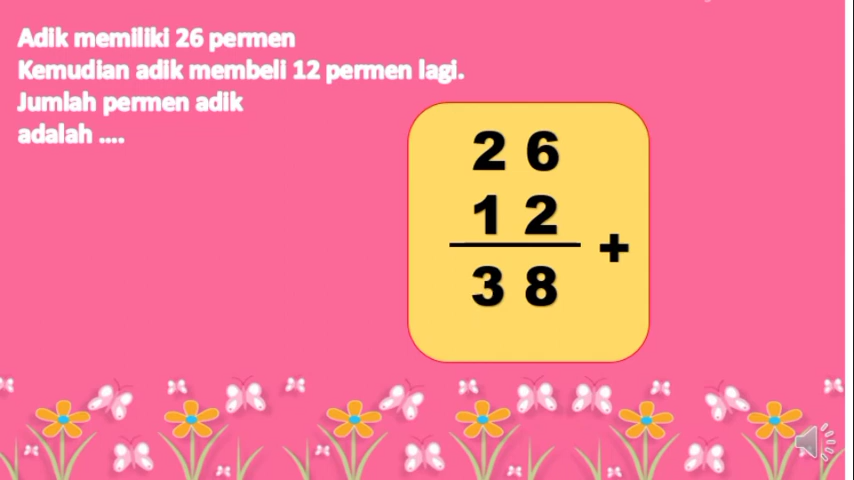 Adik memiliki 26 permen
Kemudian adik membeli 12 permen lagi.
Jumlah permen adik
adalah ....
2 6
1 2
+
3 8